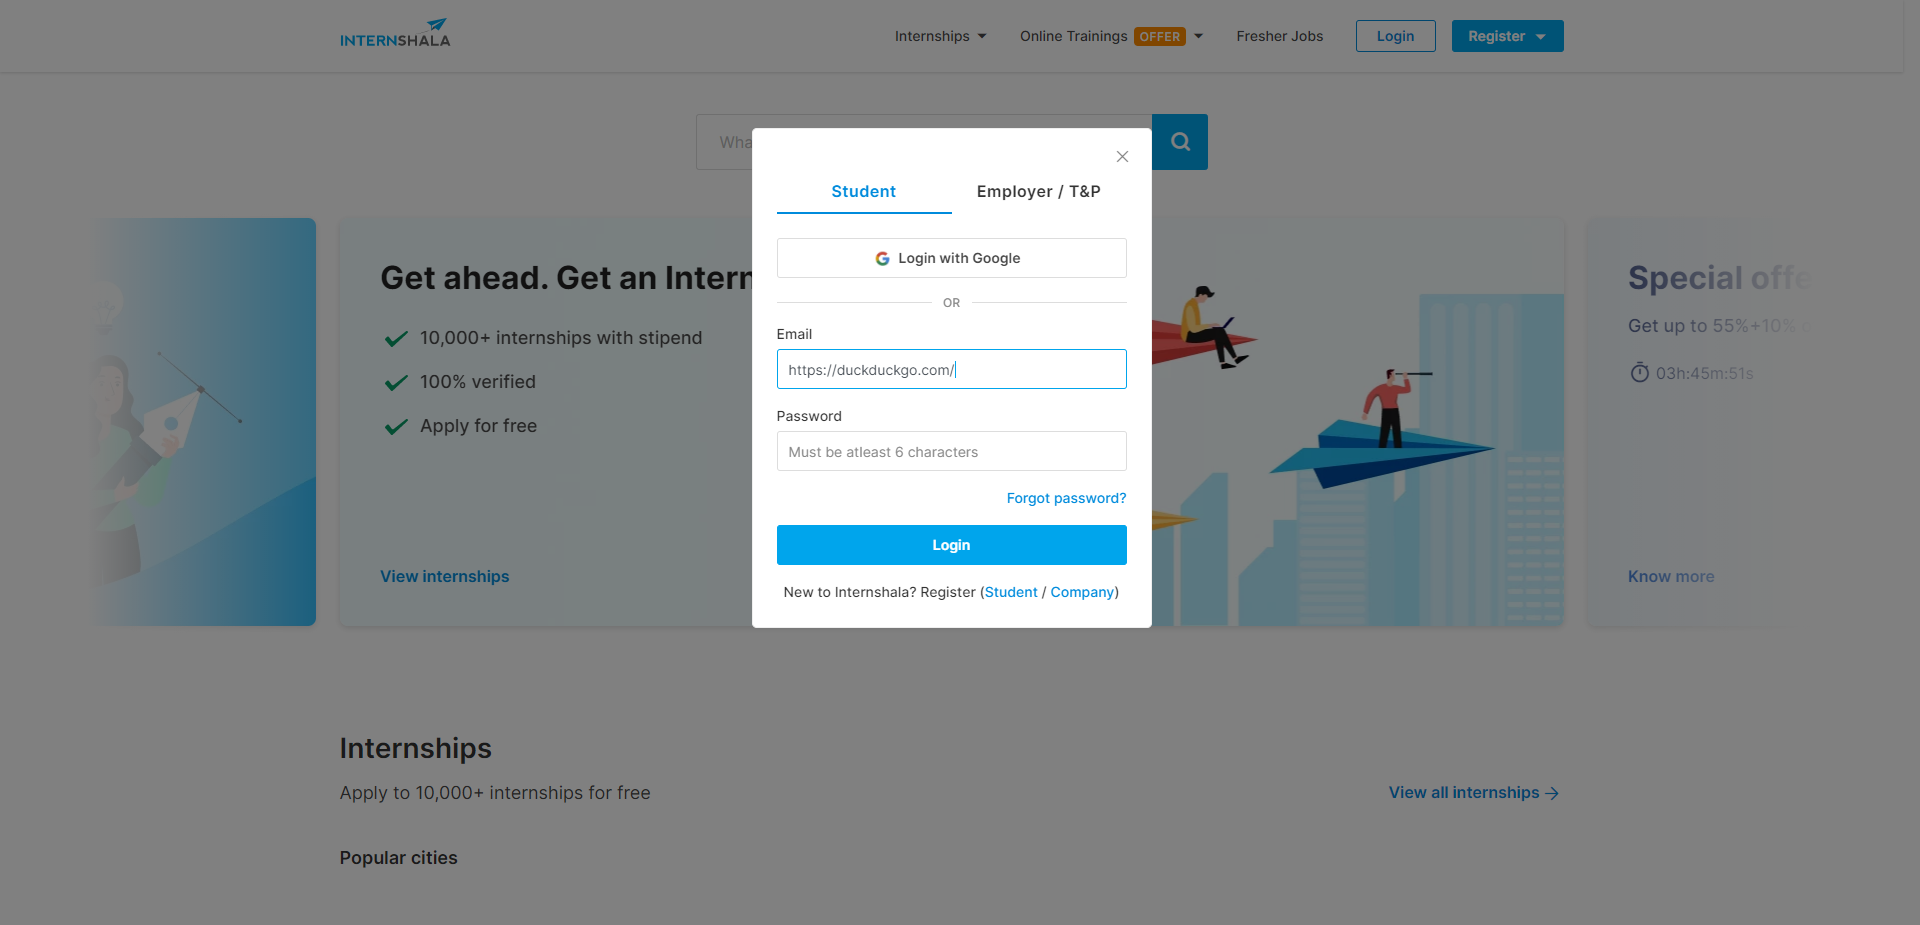 INTERNSHALA
Internships
Online Trainings OFFER
Fresher Jobs
Login
Register
Wha
Student
Employer / T&P
Login with Google
OR
Email
https://duckduckgo.com/
Password
Must be atleast 6 characters
Forgot password?
Login
New to Internshala? Register (Student / Company)
Get ahead. Get an Intern
10,000+ internships with stipend
100% verified
Apply for free
View internships
Special offe
Get up to 55%+10%
03h:45m:51s
Know more
Internships
Apply to 10,000+ internships for free
View all internships
Popular cities